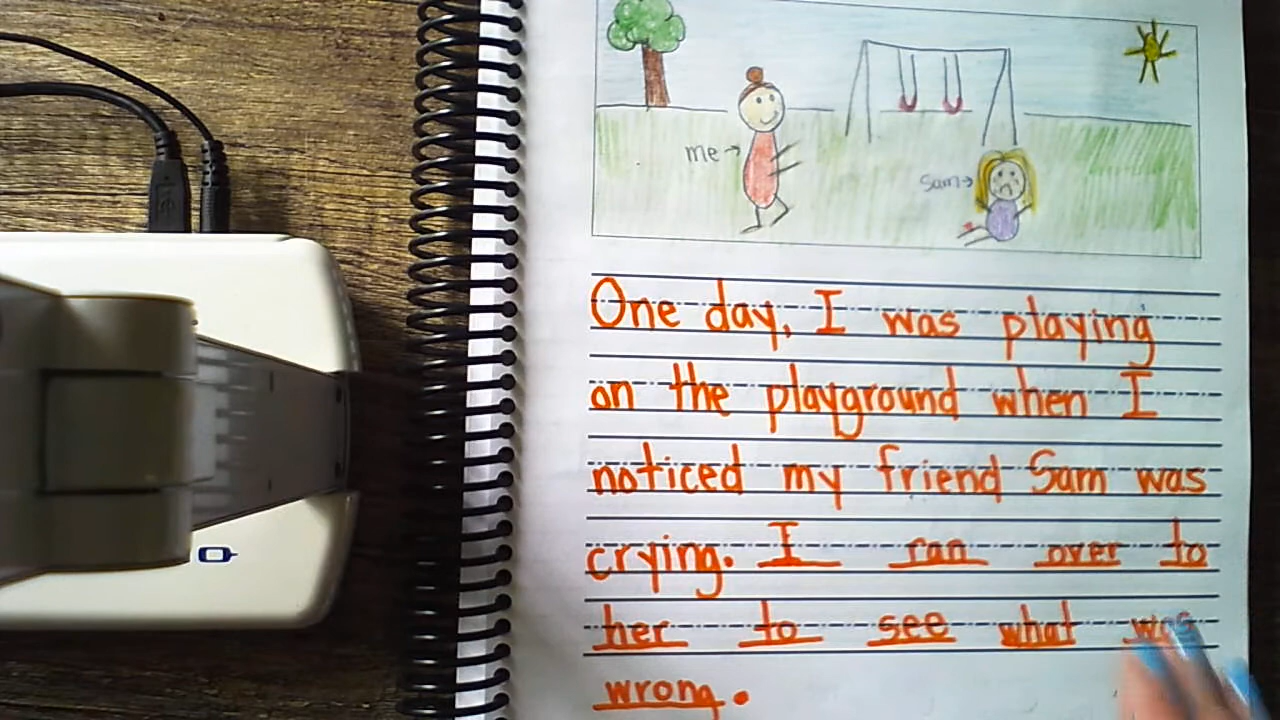 me→
Sam→
One day, I was playing
on the playground when I
noticed my friend Sam was
crying. I ran over to
her to see what was
wrong.